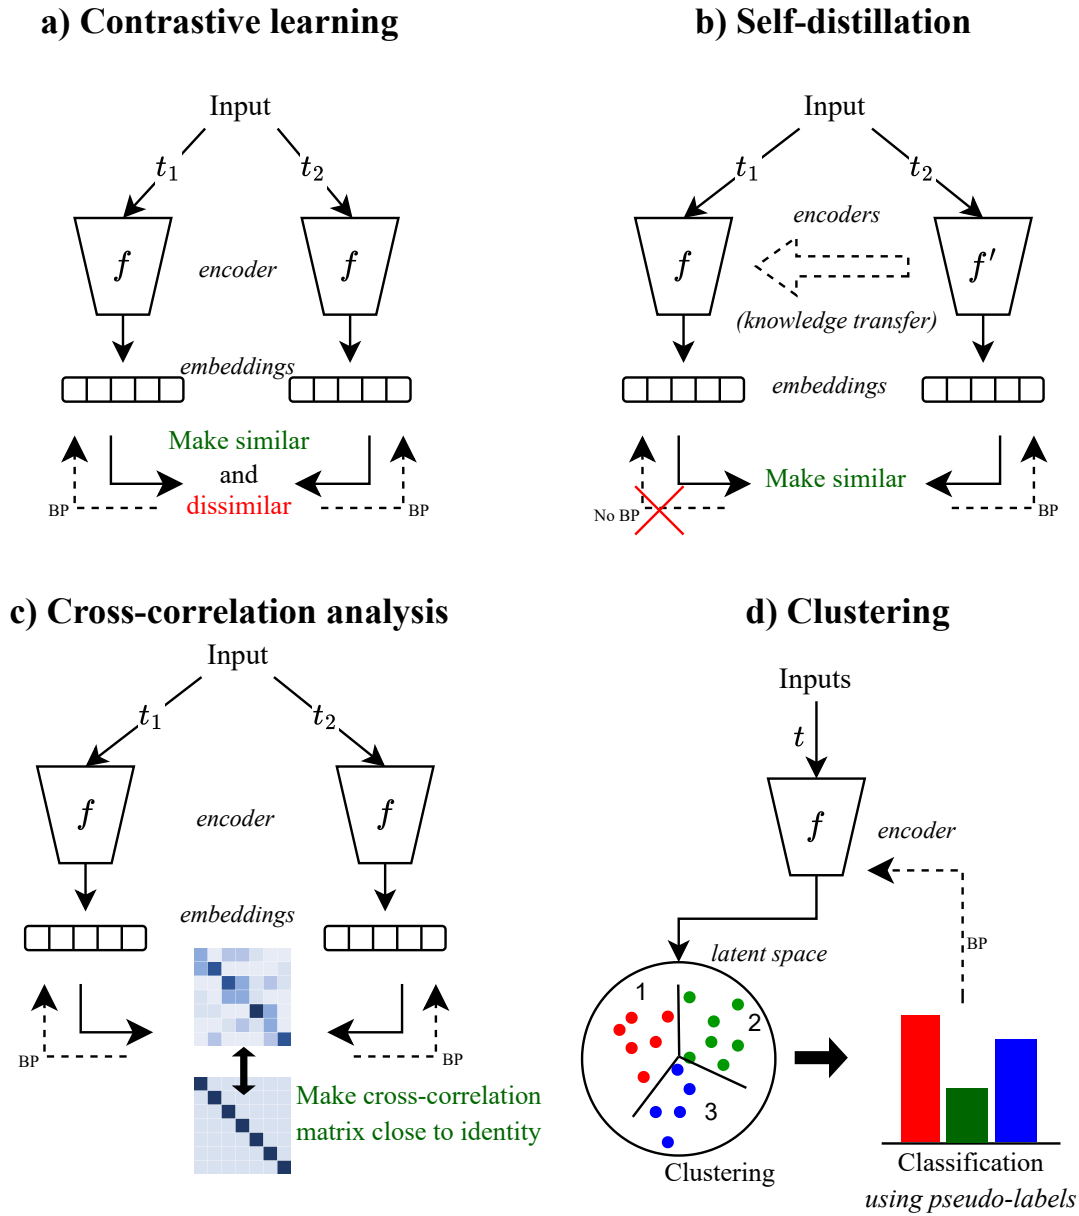 a) Contrastive learning
Input
t1
t2
f
encoder
f
embeddings
Make similar
and
dissimilar
BP
BP
b) Self-distillation
Input
t1
t2
encoders
f
f′
(knowledge transfer)
embeddings
Make similar
No BP
BP
c) Cross-correlation analysis
Input
t1
t2
f
encoder
f
embeddings
BP
BP
Make cross-correlation
matrix close to identity
d) Clustering
Inputs
t
f
encoder
BP
latent space
1
2
3
Clustering
Classification
using pseudo-labels